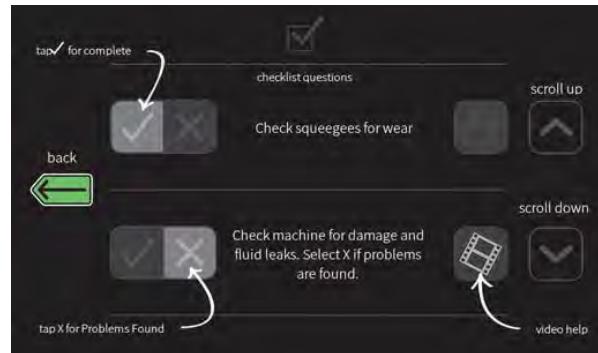 tap✓ for complete
checklist questions
scroll up
Check squeegees for wear
back
scroll down
Check machine for damage and
fluid leaks. Select X if problems
are found.
tap X for Problems Found
video help